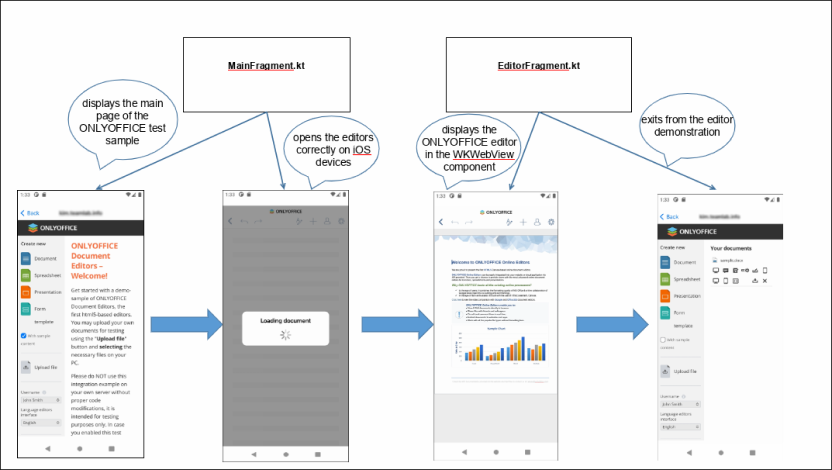 MainFragment.kt
EditorFragment.kt
displays the main
page of the
ONLYOFFICE test
sample
opens the editors
correctly on iOS
devices
displays the
ONLYOFFICE editor
in the WKWebView
component
exits from the editor
demonstration
1:33
Back
ONLYOFFICE
Create new
Document
Spreadsheet
Presentation
Form
template
With sample
content
Upload file
Username
John Smith
Language editors
interface
English
ONLYOFFICE
Document
Editors –
Welcome!
Get started with a demo-
sample of ONLYOFFICE
Document Editors, the
first html5-based editors.
You may upload your own
documents for testing
using the "Upload file"
button and selecting the
necessary files on your
PC.
Please do NOT use this
integration example on
your own server without
proper code
modifications, it is
intended for testing
purposes only. In case
you enabled this test
1:33
ONLYOFFICE
Loading document
1:33
ONLYOFFICE
Welcome to ONLYOFFICE Online Editors
1:33
Back
ONLYOFFICE
Create new
Document
Spreadsheet
Presentation
Form
template
With sample
content
Upload file
Username
John Smith
Language editors
interface
English
Your documents
sample.docx